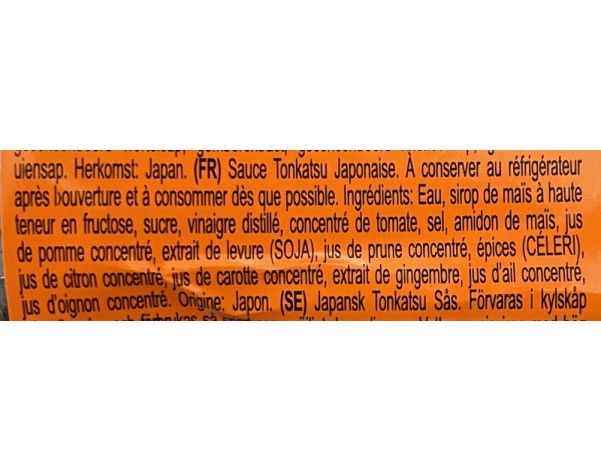 uiensap. Herkomst: Japan. (FR) Sauce Tonkatsu Japonaise. À conserver au réfrigérateur
après louverture et à consommer dès que possible. Ingrédients: Eau, sirop de maïs à haute
teneur en fructose, sucre, vinaigre distillé, concentré de tomate, sel, amidon de maïs, jus
de pomme concentré, extrait de levure (SOJA), jus de prune concentré, épices (CÉLERI),
jus de citron concentré, jus de carotte concentré, extrait de gingembre, jus d'ail concentré,
jus d'oignon concentré. Origine: Japon. (SE) Japansk Tonkatsu Sås. Förvaras i kylskåp